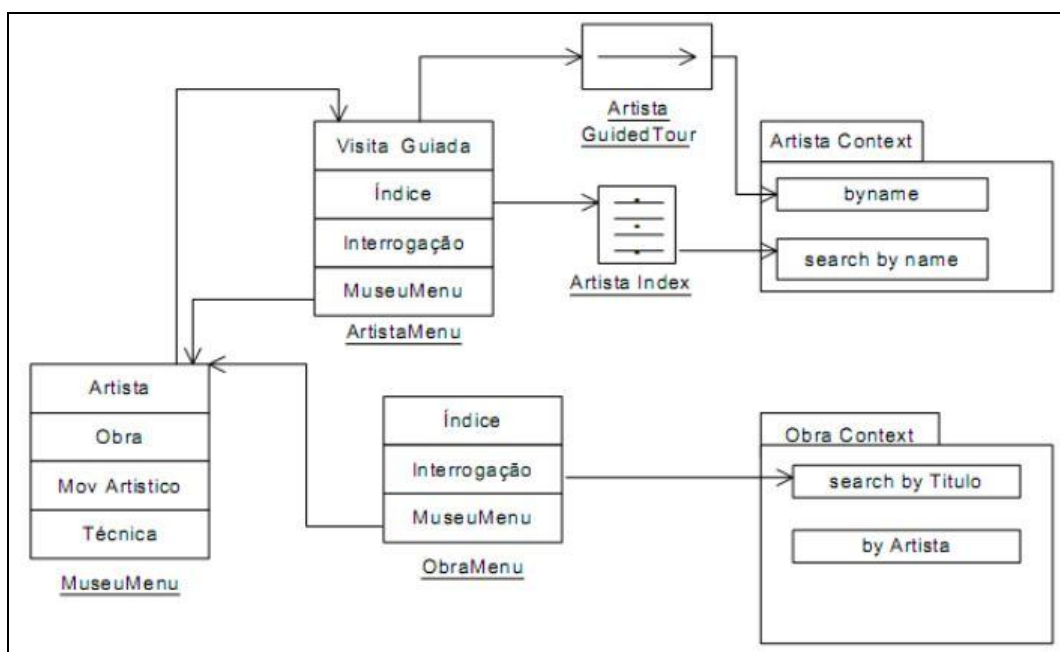 Artista
GuidedTour
Visita Guiada
Índice
Interrogação
MuseuMenu
ArtistaMenu
Artista Index
Artista Context
byname
search by name
Artista
Obra
Mov Artistico
Técnica
MuseuMenu
Índice
Interrogação
MuseuMenu
ObraMenu
Obra Context
search by Titulo
by Artista